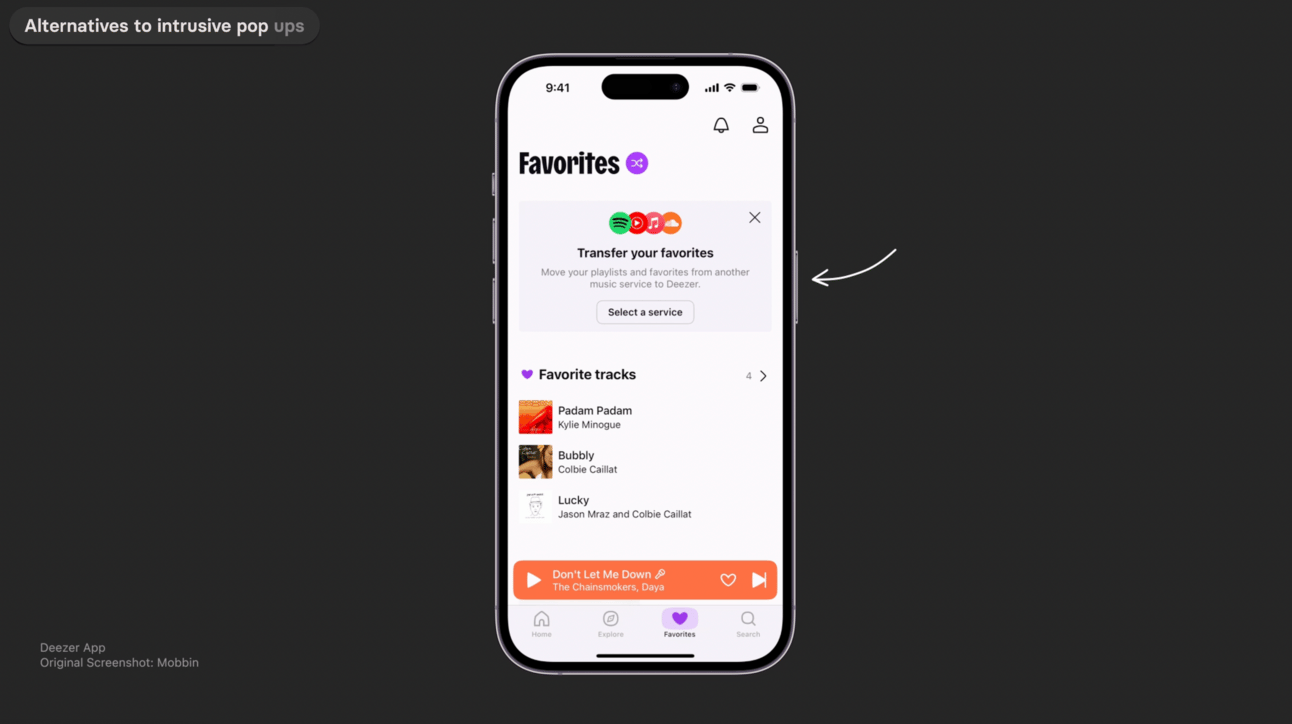 Alternatives to intrusive pop ups
9:41
Favorites
Transfer your favorites
Move your playlists and favorites from another
music service to Deezer.
Select a service
Favorite tracks
4
Padam Padam
Kylie Minogue
Bubbly
Colbie Caillat
Lucky
Jason Mraz and Colbie Caillat
Don't Let Me Down
The Chainsmokers, Daya
Home
Explore
Favorites
Search
Deezer App
Original Screenshot: Mobbin